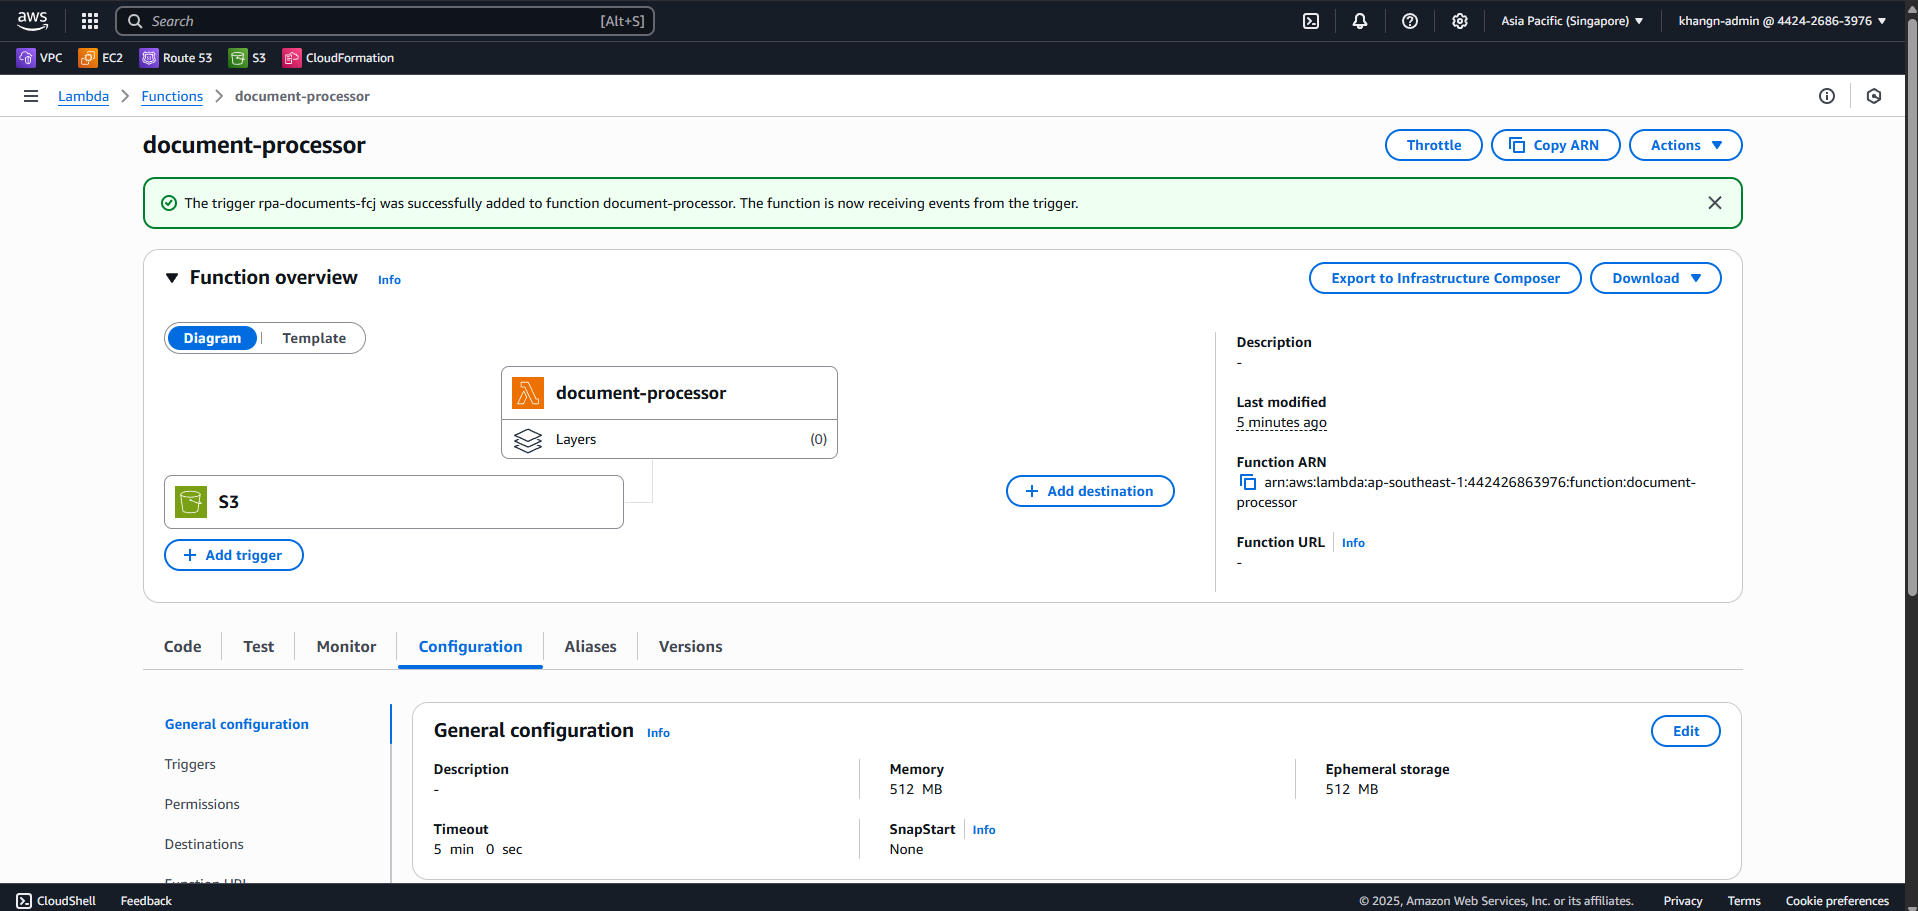 aws
Search [Alt+S]
Asia Pacific (Singapore) khangn-admin @ 4424-2686-3976
VPC EC2 Route 53 S3 CloudFormation
Lambda Functions document-processor
document-processor
Throttle Copy ARN Actions
The trigger rpa-documents-fcj was successfully added to function document-processor. The function is now receiving events from the trigger.
Function overview Info
Export to Infrastructure Composer Download
Diagram Template
document-processor
Layers (0)
S3
Add trigger
Add destination
Description
-
Last modified
5 minutes ago
Function ARN
arn:aws:lambda:ap-southeast-1:442426863976:function:document-
processor
Function URL Info
-
Code Test Monitor Configuration Aliases Versions
General configuration
Triggers
Permissions
Destinations
Function URL
General configuration Info
Edit
Description
-
Memory
512 MB
Ephemeral storage
512 MB
Timeout
5 min 0 sec
SnapStart Info
None
CloudShell Feedback
© 2025, Amazon Web Services, Inc. or its affiliates. Privacy Terms Cookie preferences